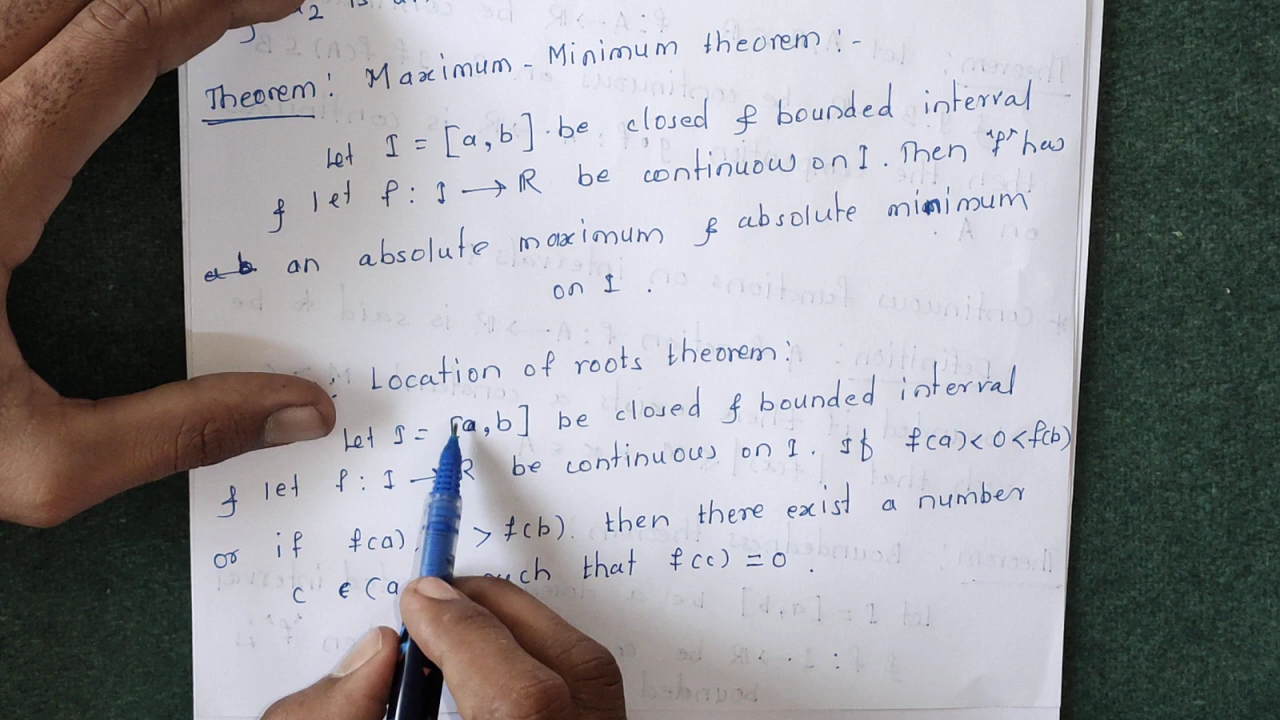 2 is
Theorem: Maximum - Minimum theorem :-
Let I = [a, b] be closed & bounded interval
& let f : I → R be continuous on I. Then "f" has
an absolute maximum & absolute minimum
on I.
: Location of roots theorem:
Let I = [a, b] be closed & bounded interval
& let f : I → R be continuous on I. If f(a) < 0 < f(b)
or if f(a) > f(b). then there exist a number
c ∈ (a such that f(c) = 0.